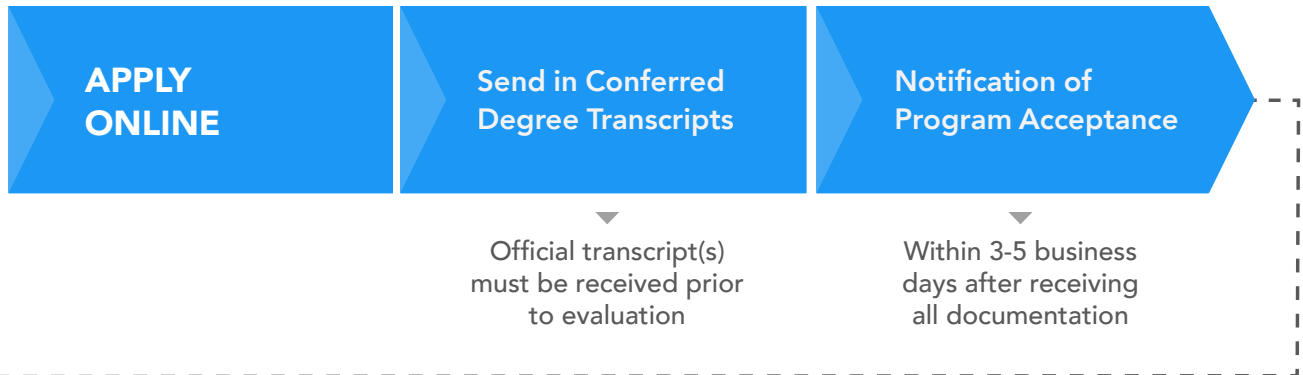 APPLY
ONLINE
Send in Conferred
Degree Transcripts
Notification of
Program Acceptance
Official transcript(s)
must be received prior
to evaluation
Within 3-5 business
days after receiving
all documentation